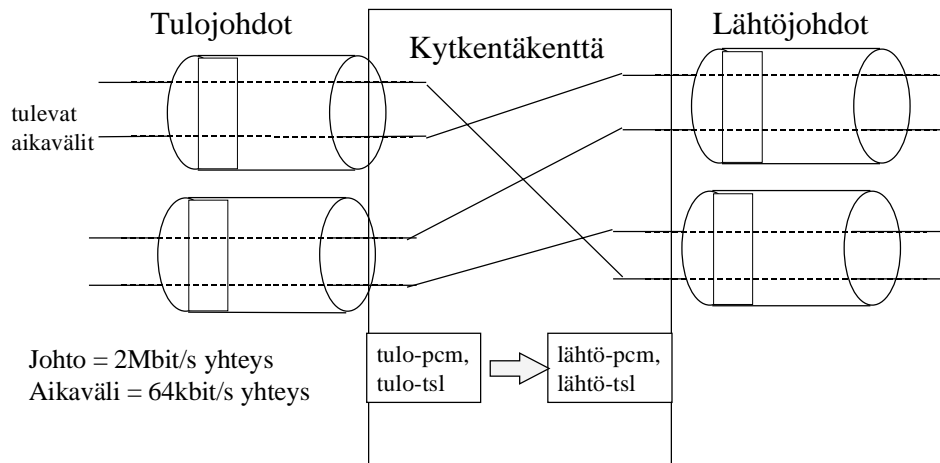 Tulojohdot
Kytkentäkenttä
Lähtöjohdot
tulevat
aikavälit
Johto = 2Mbit/s yhteys
Aikaväli = 64kbit/s yhteys
tulo-pcm,
tulo-tsl
lähtö-pcm,
lähtö-tsl